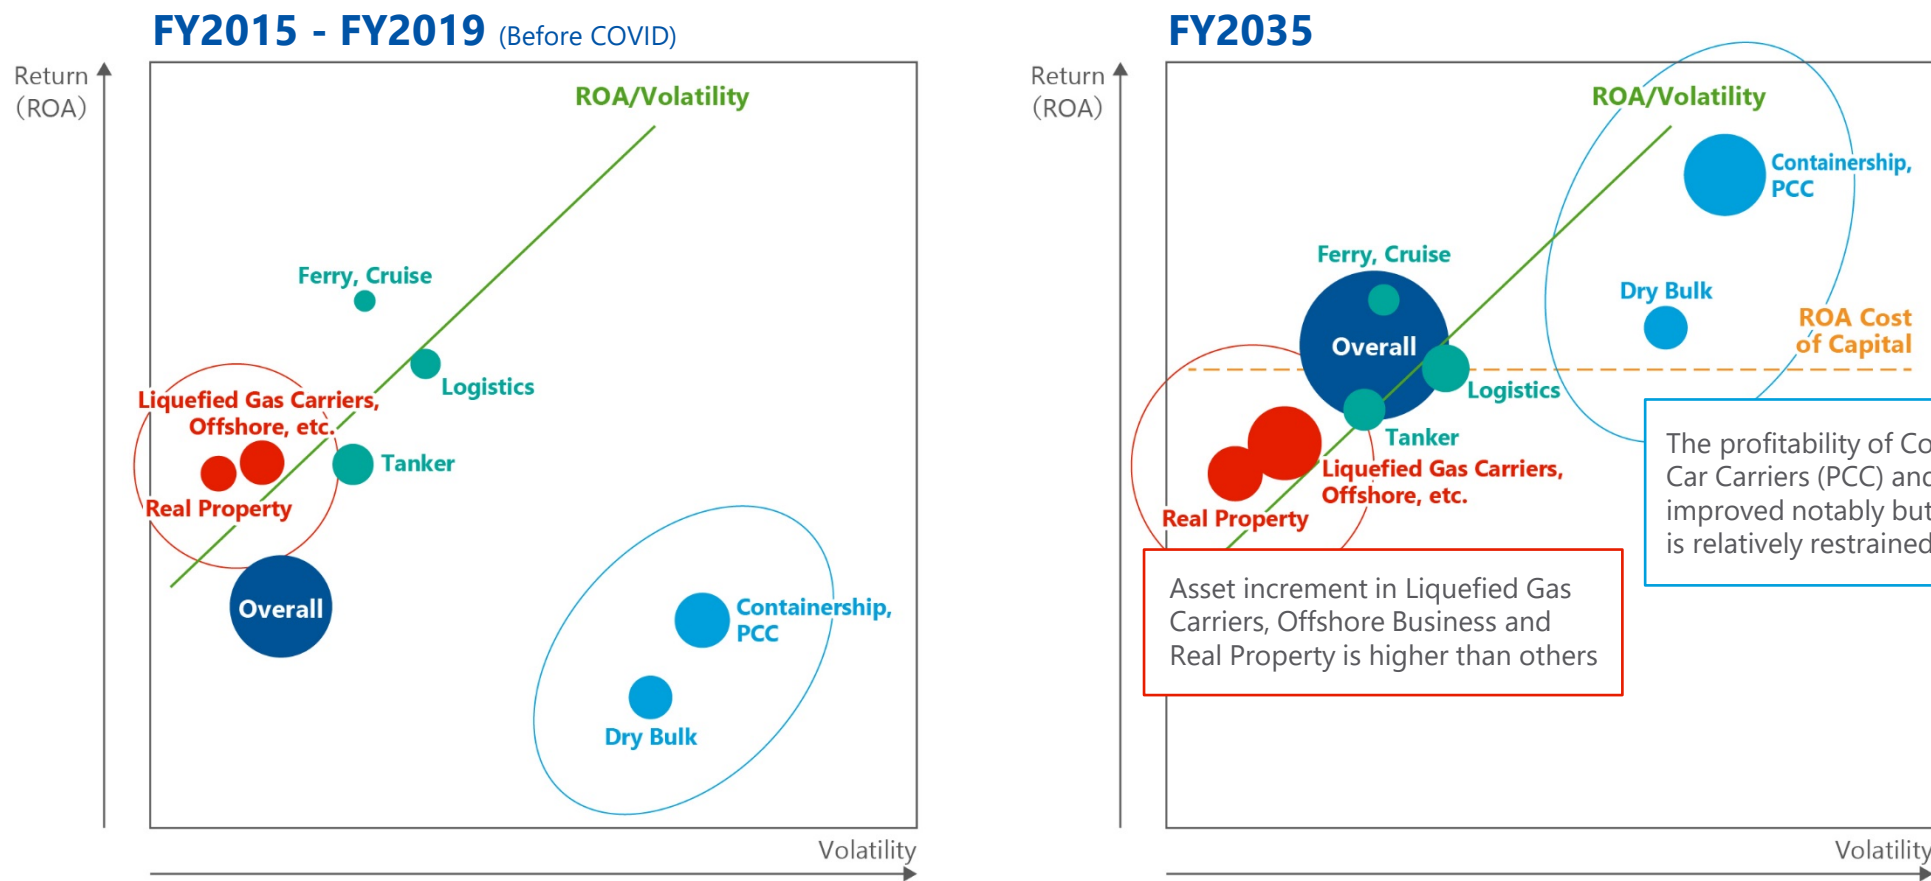 FY2015 - FY2019 (Before COVID)
Return
(ROA)
ROA/Volatility
Ferry, Cruise
Logistics
Liquefied Gas Carriers,
Offshore, etc.
Tanker
Real Property
Overall
Containership,
PCC
Dry Bulk
Volatility
FY2035
Return
(ROA)
ROA/Volatility
Containership,
PCC
Ferry, Cruise
Dry Bulk
ROA Cost
of Capital
Overall
Logistics
Tanker
Liquefied Gas Carriers,
Offshore, etc.
Real Property
The profitability of
Car Carriers (PCC)
improved notably but
is relatively restrained
Asset increment in Liquefied Gas
Carriers, Offshore Business and
Real Property is higher than others
Volatility